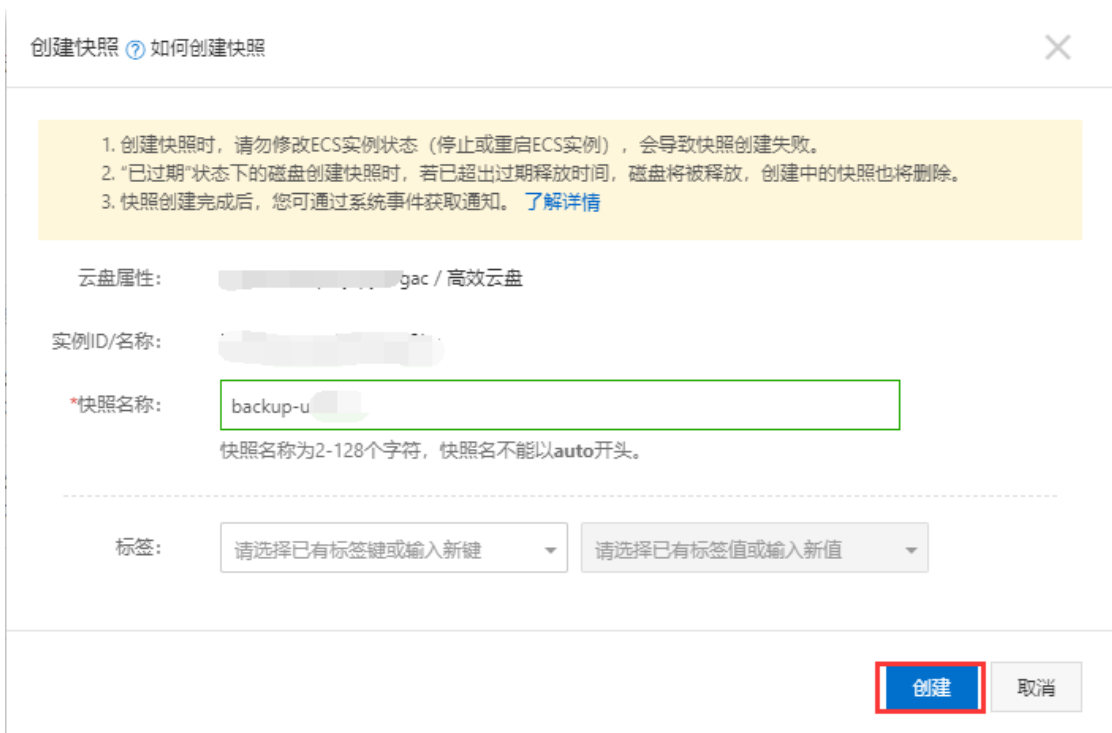 创建快照 ? 如何创建快照
1. 创建快照时，请勿修改ECS实例状态（停止或重启ECS实例），会导致快照创建失败。
2. “已过期”状态下的磁盘创建快照时，若已超出过期释放时间，磁盘将被释放，创建中的快照也将删除。
3. 快照创建完成后，您可通过系统事件获取通知。 了解详情
云盘属性： gac / 高效云盘
实例ID/名称：
*快照名称： backup-u
快照名称为2-128个字符，快照名不能以auto开头。
标签： 请选择已有标签键或输入新键 请选择已有标签值或输入新值
创建 取消